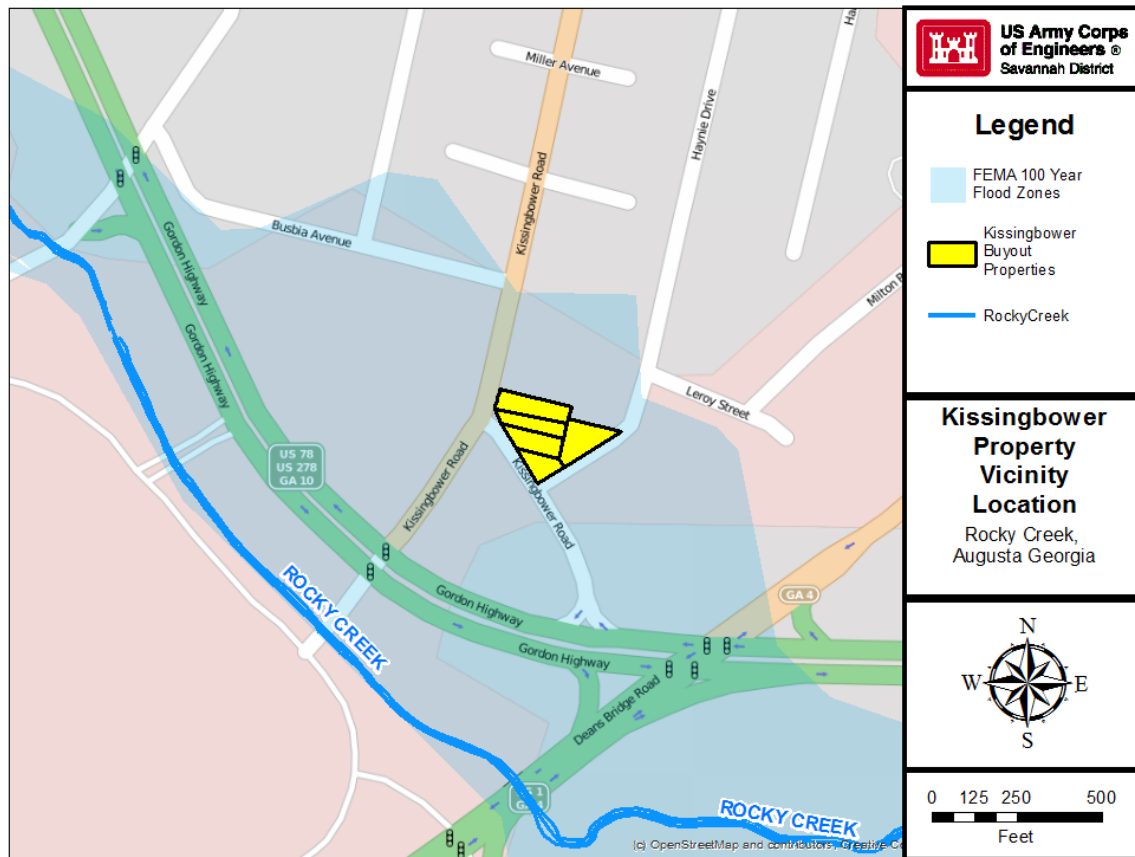 Miller Avenue
Haynie Drive
Kissingbower Road
Busbia Avenue
Gordon Highway
Gordon Highway
Milton
Leroy Street
US 78
US 278
GA 10
Kissingbower Road
Kissingbower Road
ROCKY CREEK
Gordon Highway
Gordon Highway
GA 4
Deans Bridge Road
ROCKY CREEK
(c) OpenStreetMap and contributors, Creative Co
US Army Corps
of Engineers ®
Savannah District
Legend
FEMA 100 Year
Flood Zones
Kissingbower
Buyout
Properties
RockyCreek
Kissingbower
Property
Vicinity
Location
Rocky Creek,
Augusta Georgia
N
W E
S
0 125 250 500
Feet